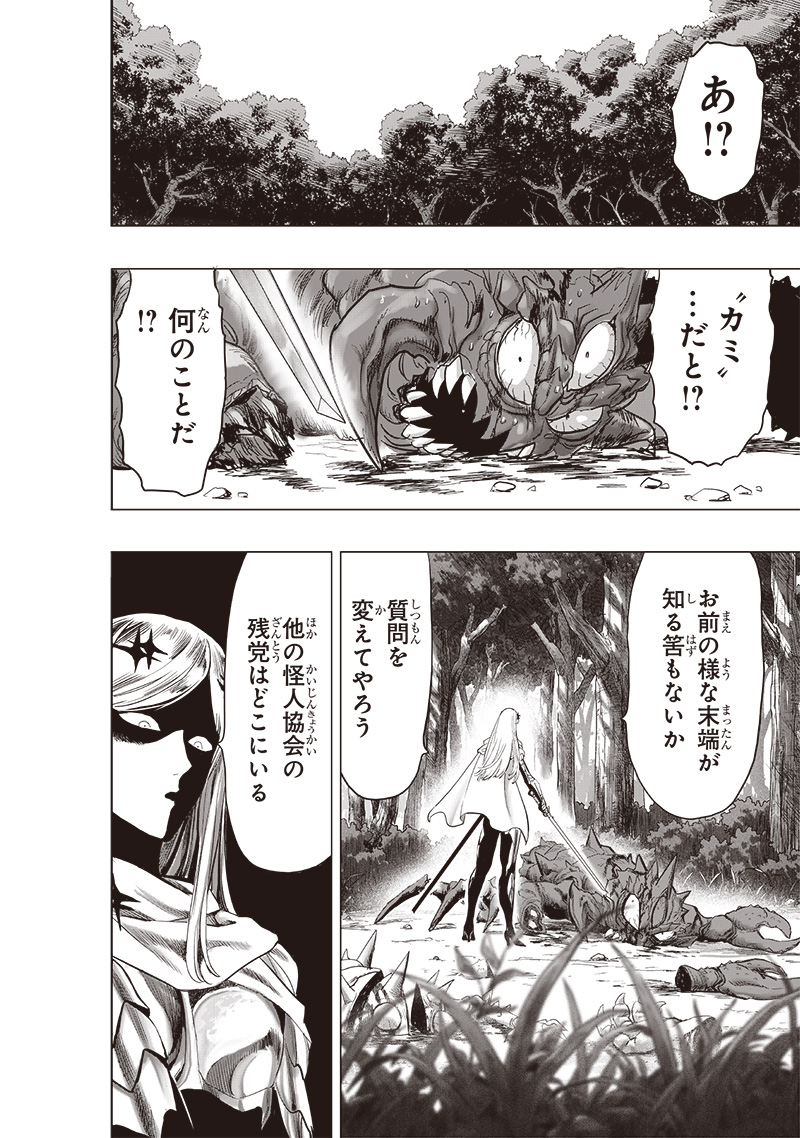 あ!?
〝カミ〟
…だと!?
何のことだ
!?
お前の様な末端が
知る筈もないか
質問を
変えてやろう
他の怪人協会の
残党はどこにいる